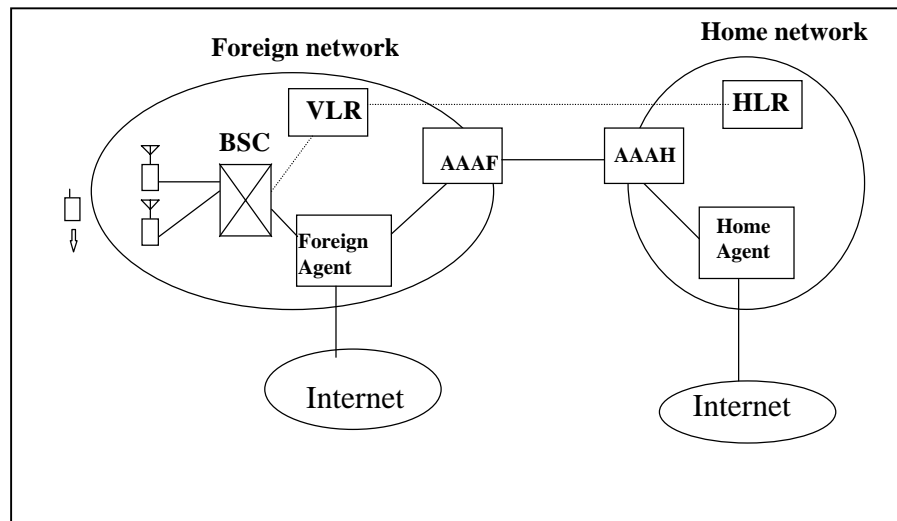 Foreign network
Home network
VLR
HLR
BSC
AAAF
AAAH
Foreign
Agent
Home
Agent
Internet
Internet